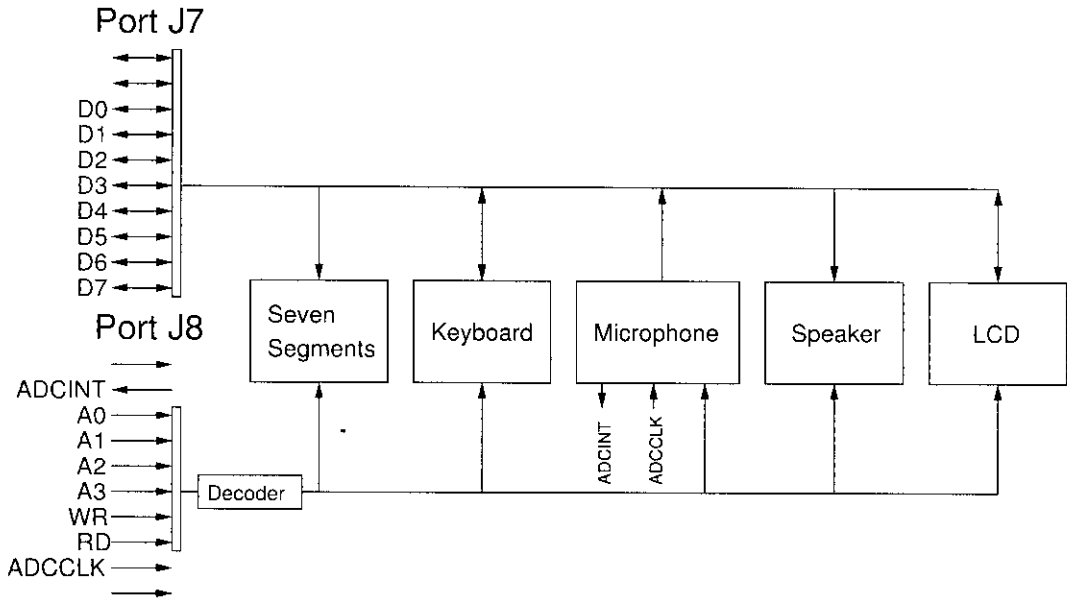 Port J7
D0
D1
D2
D3
D4
D5
D6
D7
Seven
Segments
Keyboard
Microphone
Speaker
LCD
Port J8
ADCINT
A0
A1
A2
A3
WR
RD
ADCCLK
Decoder
ADCINT
ADCCLK